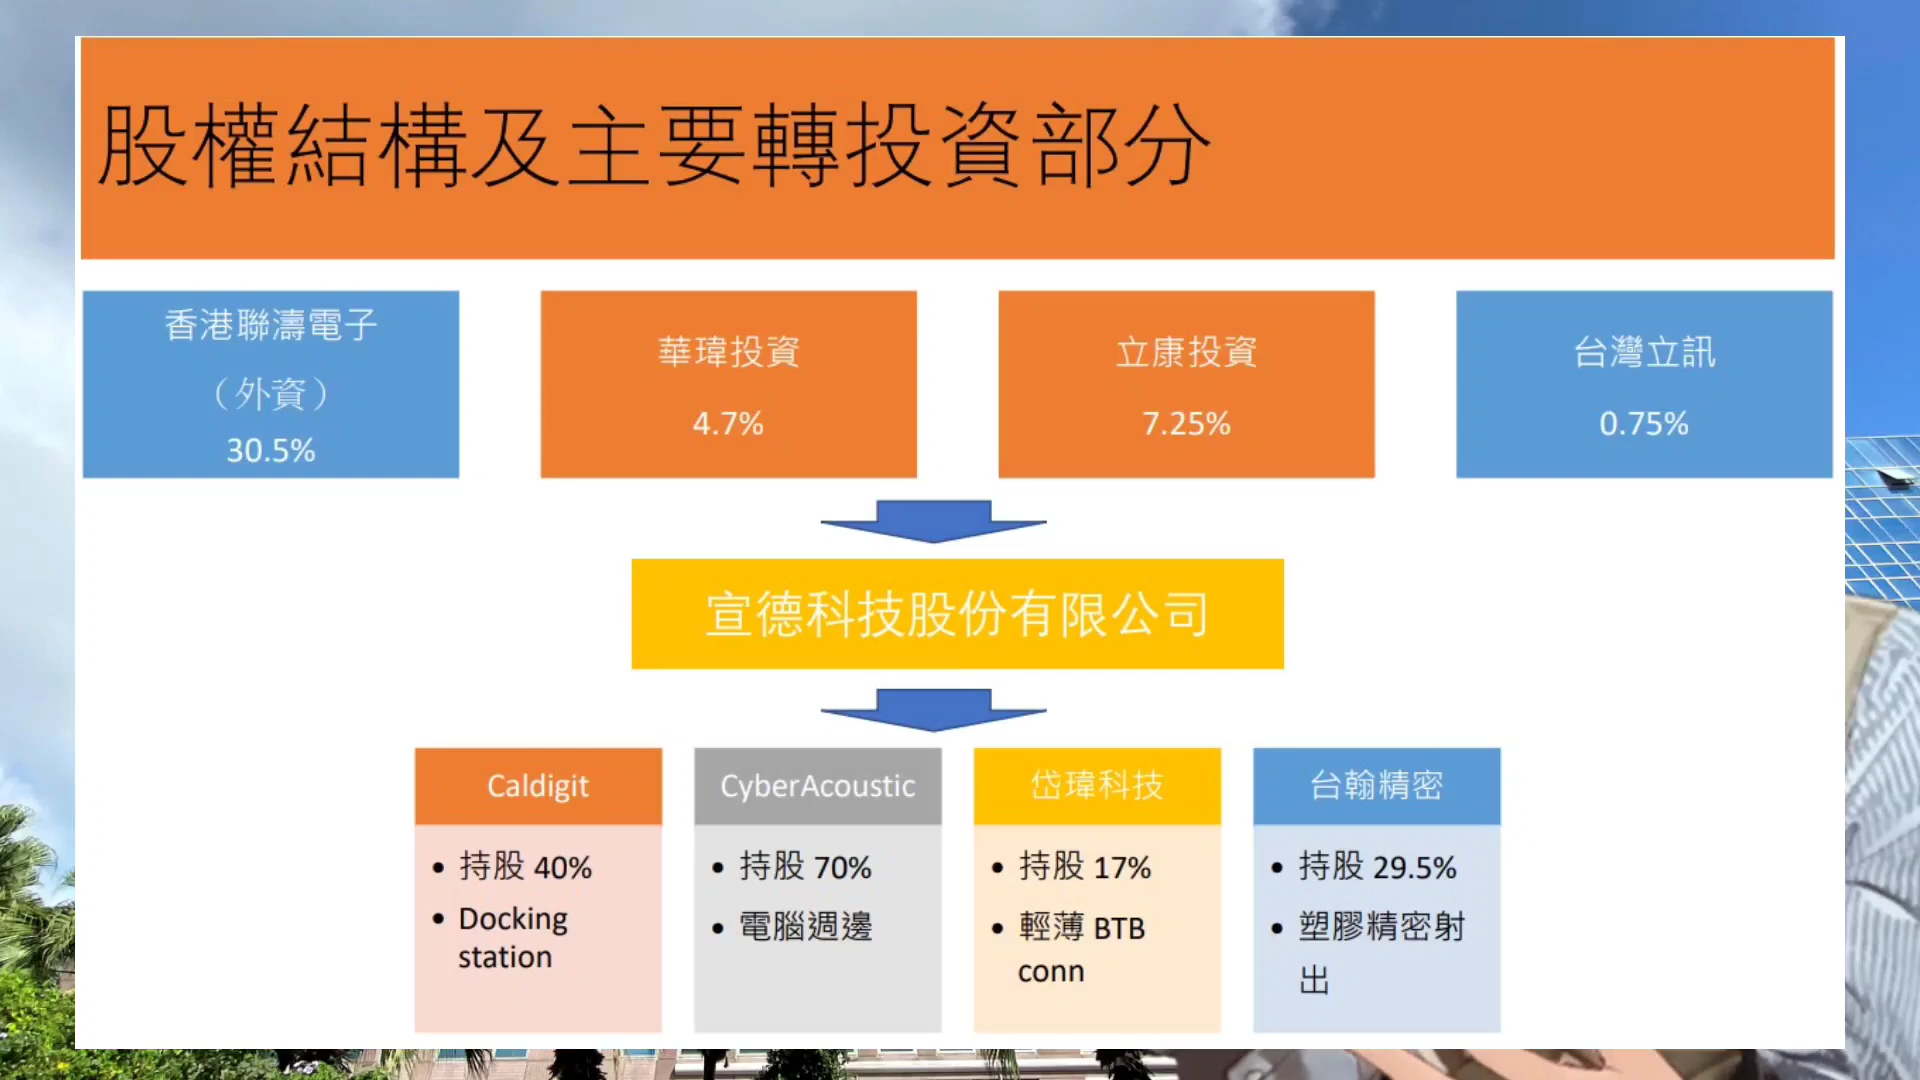 股權結構及主要轉投資部分
香港聯濤電子
（外資）
30.5%
華瑋投資
4.7%
立康投資
7.25%
台灣立訊
0.75%
宣德科技股份有限公司
Caldigit
• 持股 40%
• Docking
station
CyberAcoustic
• 持股 70%
• 電腦週邊
岱瑋科技
• 持股 17%
• 輕薄 BTB
conn
台翰精密
• 持股 29.5%
• 塑膠精密射
出